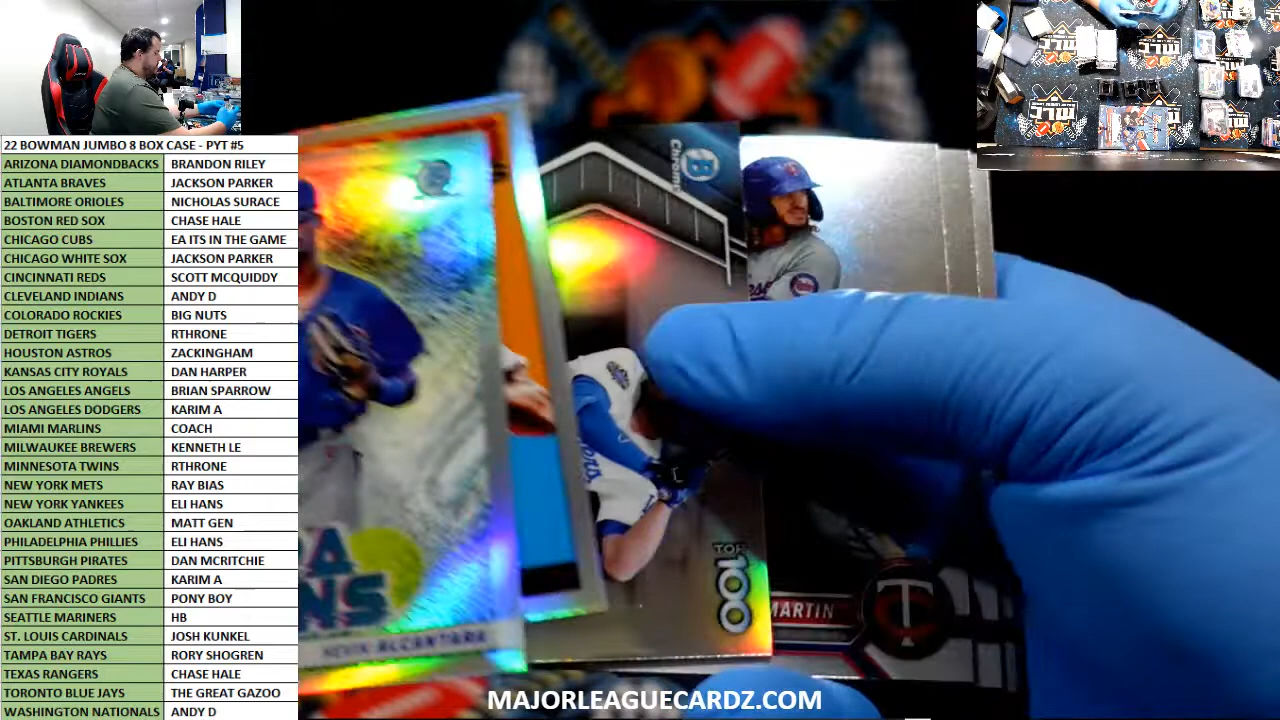 22 BOWMAN JUMBO 8 BOX CASE - PYT #5
ARIZONA DIAMONDBACKS BRANDON RILEY
ATLANTA BRAVES JACKSON PARKER
BALTIMORE ORIOLES NICHOLAS SURACE
BOSTON RED SOX CHASE HALE
CHICAGO CUBS EA ITS IN THE GAME
CHICAGO WHITE SOX JACKSON PARKER
CINCINNATI REDS SCOTT MCQUIDDY
CLEVELAND INDIANS ANDY D
COLORADO ROCKIES BIG NUTS
DETROIT TIGERS RTHRONE
HOUSTON ASTROS ZACKINGHAM
KANSAS CITY ROYALS DAN HARPER
LOS ANGELES ANGELS BRIAN SPARROW
LOS ANGELES DODGERS KARIM A
MIAMI MARLINS COACH
MILWAUKEE BREWERS KENNETH LE
MINNESOTA TWINS RTHRONE
NEW YORK METS RAY BIAS
NEW YORK YANKEES ELI HANS
OAKLAND ATHLETICS MATT GEN
PHILADELPHIA PHILLIES ELI HANS
PITTSBURGH PIRATES DAN MCRITCHIE
SAN DIEGO PADRES KARIM A
SAN FRANCISCO GIANTS PONY BOY
SEATTLE MARINERS HB
ST. LOUIS CARDINALS JOSH KUNKEL
TAMPA BAY RAYS RORY SHOGREN
TEXAS RANGERS CHASE HALE
TORONTO BLUE JAYS THE GREAT GAZOO
WASHINGTON NATIONALS ANDY D
B
Chrome
TOP
100
MARTIN
KEVIN ALCANTARA
MAJORLEAGUECARDZ.COM